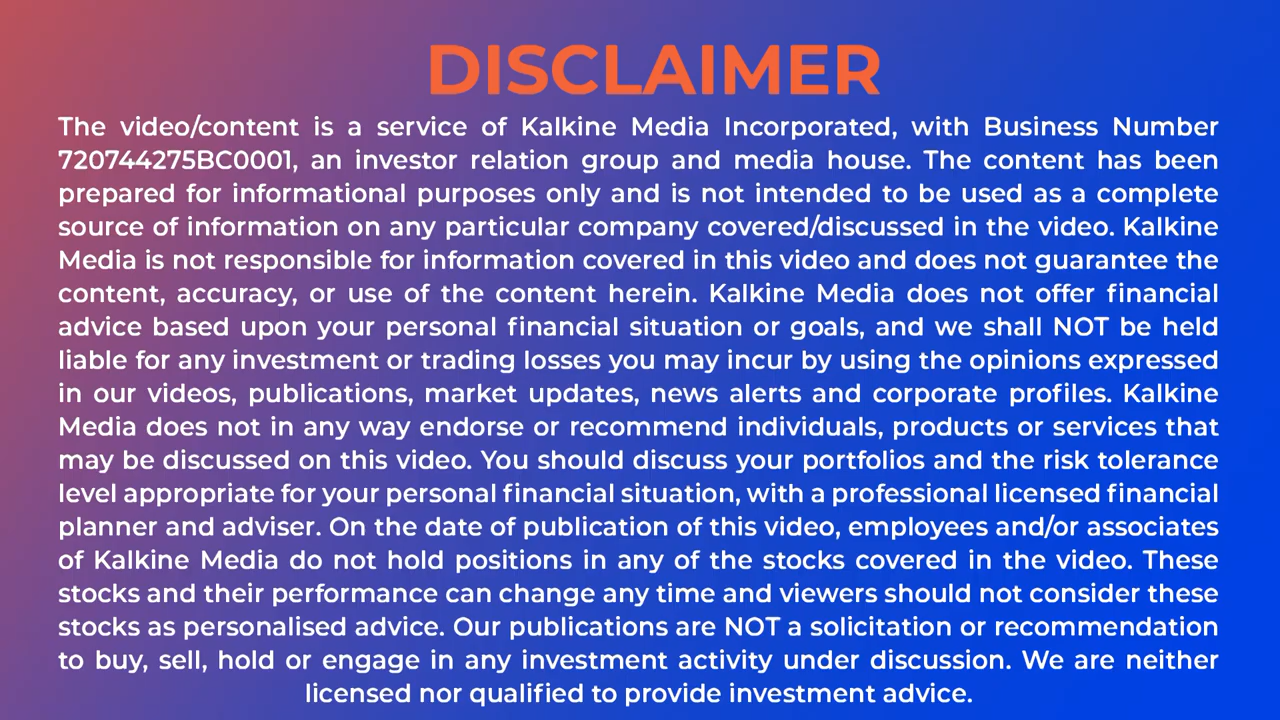 DISCLAIMER
The video/content is a service of Kalkine Media Incorporated, with Business Number
720744275BC0001, an investor relation group and media house. The content has been
prepared for informational purposes only and is not intended to be used as a complete
source of information on any particular company covered/discussed in the video. Kalkine
Media is not responsible for information covered in this video and does not guarantee the
content, accuracy, or use of the content herein. Kalkine Media does not offer financial
advice based upon your personal financial situation or goals, and we shall NOT be held
liable for any investment or trading losses you may incur by using the opinions expressed
in our videos, publications, market updates, news alerts and corporate profiles. Kalkine
Media does not in any way endorse or recommend individuals, products or services that
may be discussed on this video. You should discuss your portfolios and the risk tolerance
level appropriate for your personal financial situation, with a professional licensed financial
planner and adviser. On the date of publication of this video, employees and/or associates
of Kalkine Media do not hold positions in any of the stocks covered in the video. These
stocks and their performance can change any time and viewers should not consider these
stocks as personalised advice. Our publications are NOT a solicitation or recommendation
to buy, sell, hold or engage in any investment activity under discussion. We are neither
licensed nor qualified to provide investment advice.